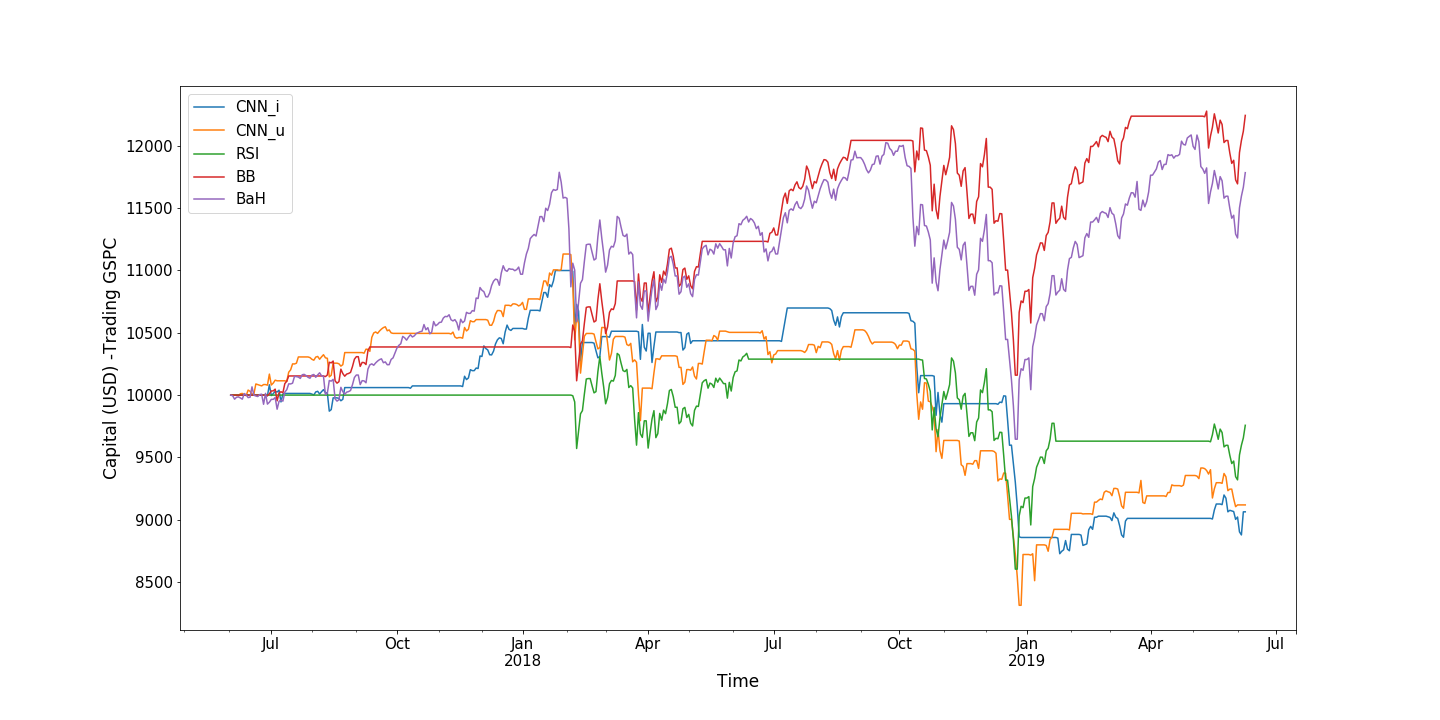 CNN_i
CNN_u
RSI
BB
BaH
Capital (USD) -Trading GSPC
12000
11500
11000
10500
10000
9500
9000
8500
Jul Oct Jan Apr Jul Oct Jan Apr Jul
2018 2019
Time